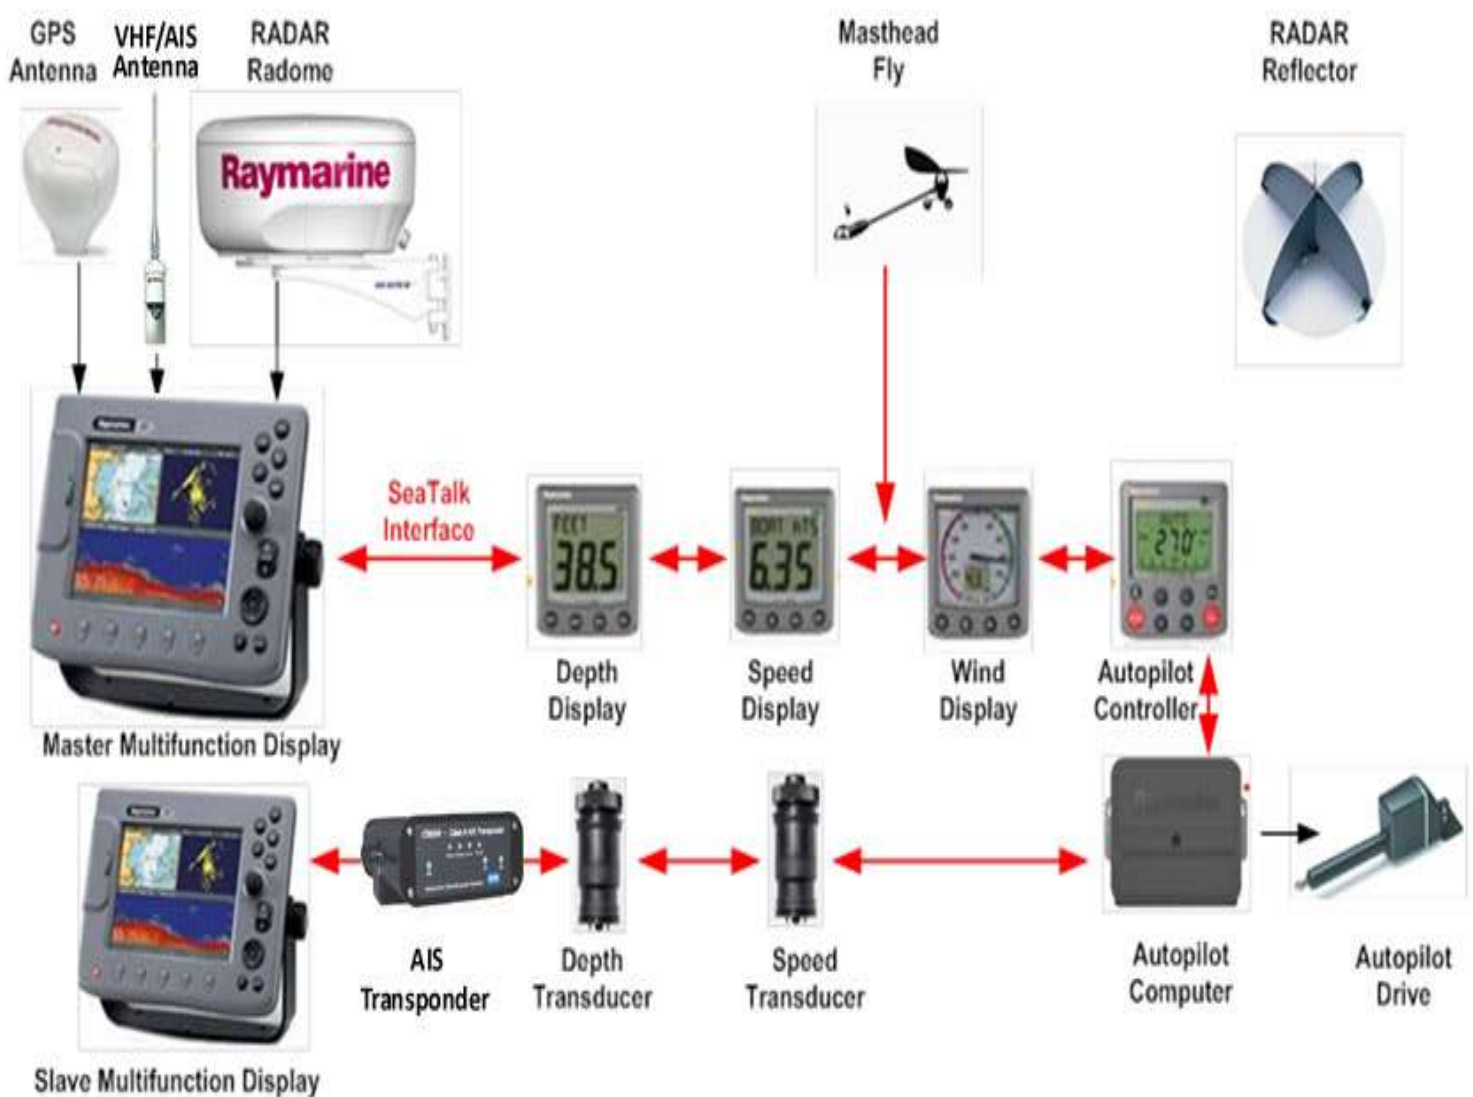 GPS
Antenna
VHF/AIS
Antenna
RADAR
Radome
Masthead
Fly
RADAR
Reflector
Raymarine
SeaTalk
Interface
FEET
38.5
BOAT KTS
6.35
270°
Depth
Display
Speed
Display
Wind
Display
Autopilot
Controller
Master Multifunction Display
AIS
Transponder
Depth
Transducer
Speed
Transducer
Autopilot
Computer
Autopilot
Drive
Slave Multifunction Display